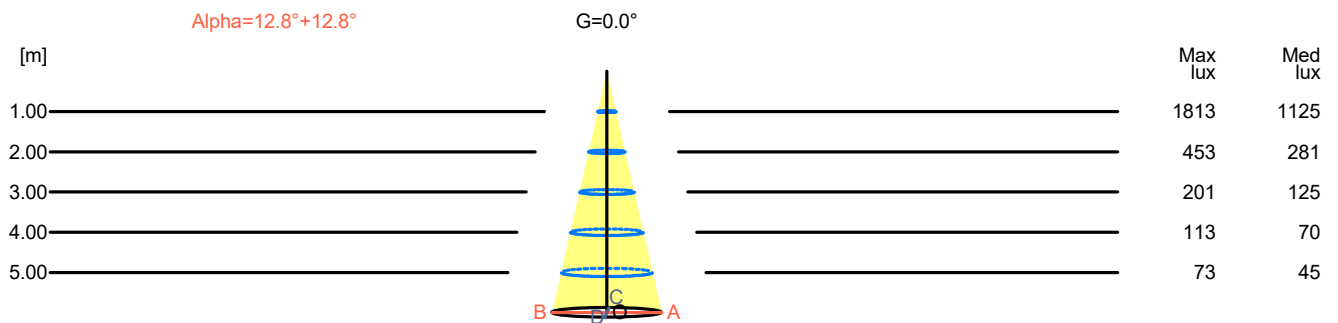 Alpha=12.8°+12.8° G=0.0°
[m] Max lux Med lux
1.00 1813 1125
2.00 453 281
3.00 201 125
4.00 113 70
5.00 73 45
C
B D O A